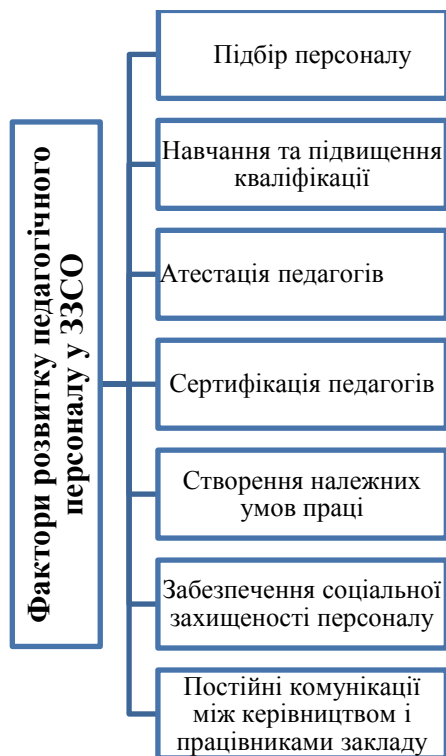 Фактори розвитку педагогічного
персоналу у ЗЗСО
Підбір персоналу
Навчання та підвищення
кваліфікації
Атестація педагогів
Сертифікація педагогів
Створення належних
умов праці
Забезпечення соціальної
захищеності персоналу
Постійні комунікації
між керівництвом і
працівниками закладу